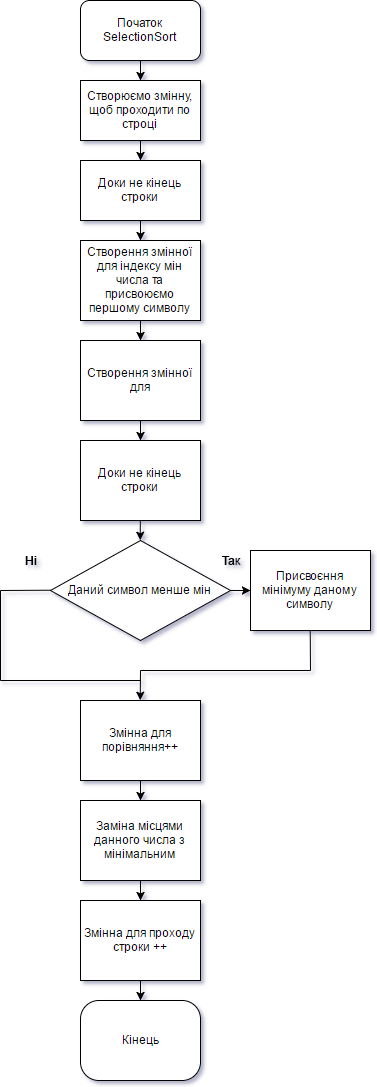 Початок
SelectionSort
Створюємо змінну,
щоб проходити по
строці
Доки не кінець
строки
Створення змінної
для індексу мін
числа та
присвоюємо
першому символу
Створення змінної
для
Доки не кінець
строки
Ні
Так
Даний символ менше мін
Присвоєння
мінімуму даному
символу
Змінна для
порівняння++
Заміна місцями
данного числа з
мінімальним
Змінна для проходу
строки ++
Кінець